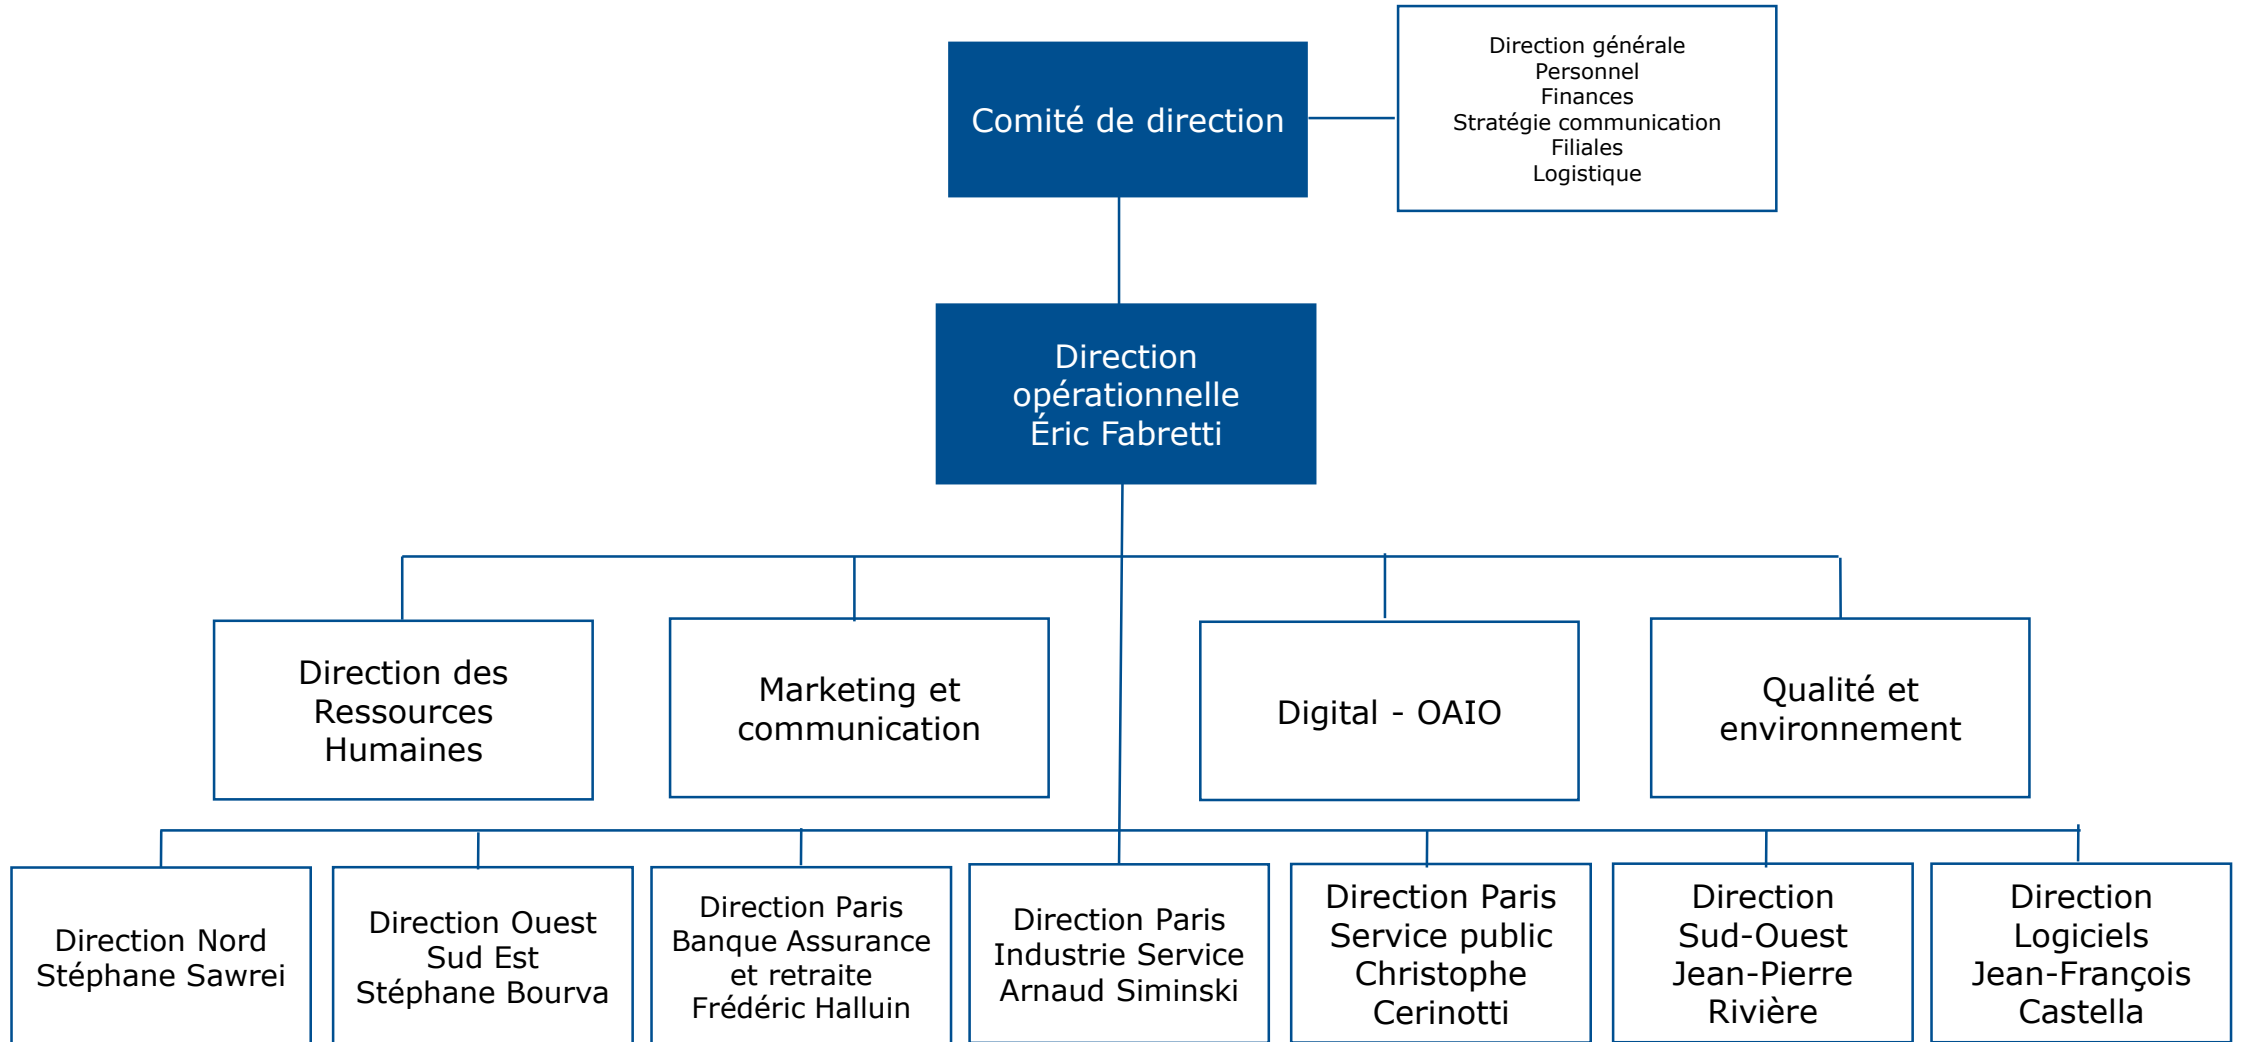 Comité de direction
Direction générale
Personnel
Finances
Stratégie communication
Filiales
Logistique
Direction
opérationnelle
Éric Fabretti
Direction des
Ressources
Humaines
Marketing et
communication
Digital - OAIO
Qualité et
environnement
Direction Nord
Stéphane Sawrei
Direction Ouest
Sud Est
Stéphane Bourva
Direction Paris
Banque Assurance
et retraite
Frédéric Halluin
Direction Paris
Industrie Service
Arnaud Siminski
Direction Paris
Service public
Christophe
Cerinotti
Direction
Sud-Ouest
Jean-Pierre
Rivière
Direction
Logiciels
Jean-François
Castella